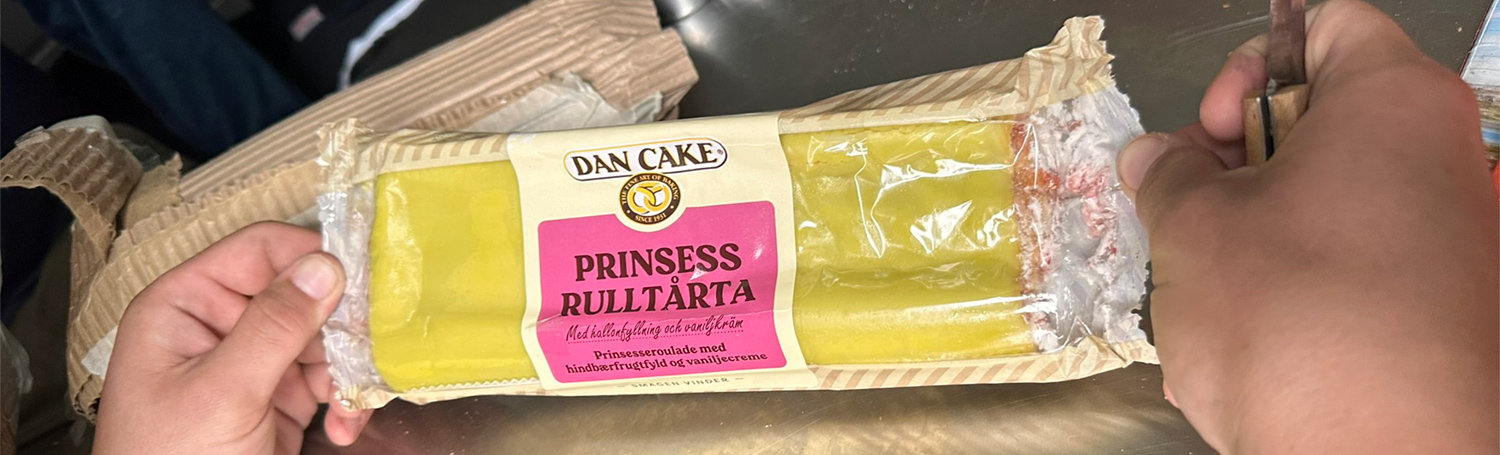 DAN CAKE®
THE FINE ART OF BAKING
SINCE 1931
PRINSESS
RULLTÅRTA
Med hallonfyllning och vaniljkräm
Prinsesseroulade med
hindbærfrugtfyld og vaniljecreme
– SMAGEN VINDER –